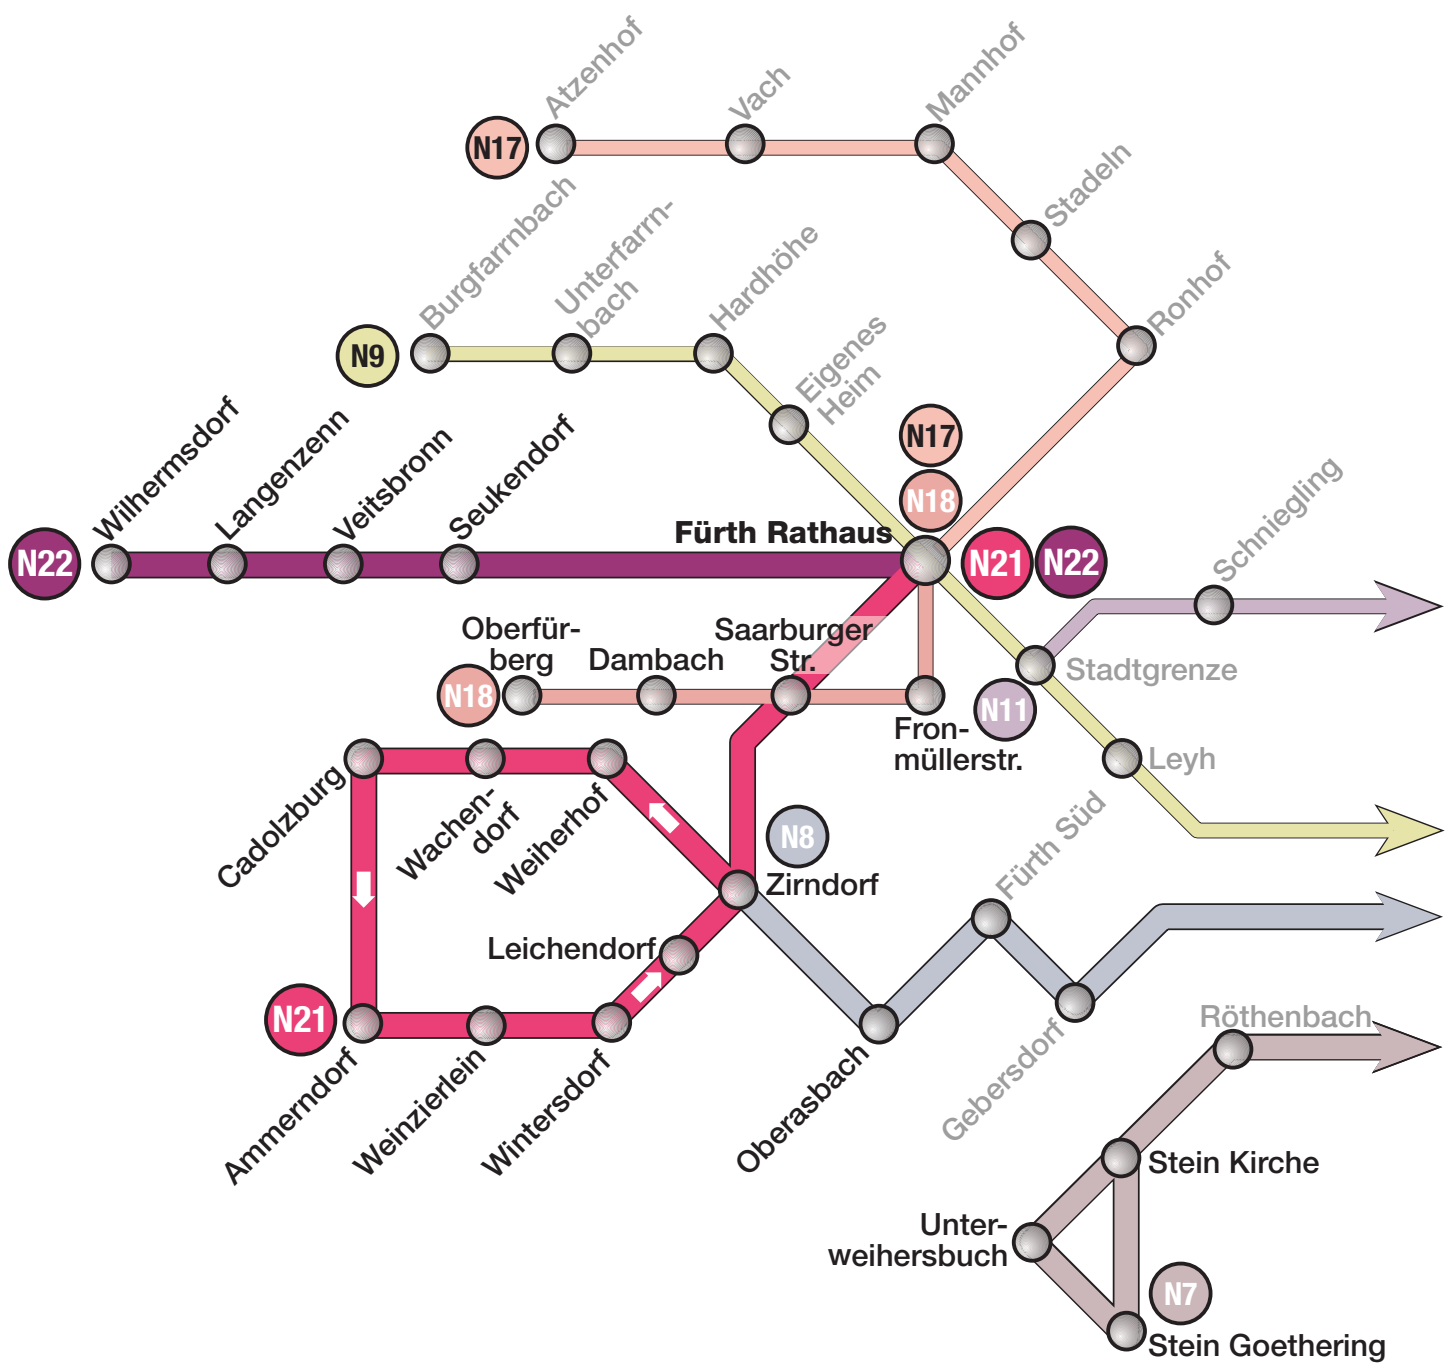 Atzenhof
Vach
Mannhof
N17
Stadeln
Burgfarrnbach
Unterfarrn-
bach
Hardhöhe
Ronhof
N9
Eigenes
Heim
Wilhermsdorf
Langenzenn
Veitsbronn
Seukendorf
N17
N18
Schniegling
Fürth Rathaus
N22
N21
N22
Oberfür-
berg
Dambach
Saarburger
Str.
Stadtgrenze
N18
N11
Fron-
müllerstr.
Leyh
Cadolzburg
Wachen-
dorf
Weiherhof
N8
Fürth Süd
Zirndorf
Leichendorf
N21
Röthenbach
Ammerndorf
Weinzierlein
Wintersdorf
Oberasbach
Gebersdorf
Stein Kirche
Unter-
weihersbuch
N7
Stein Goethering